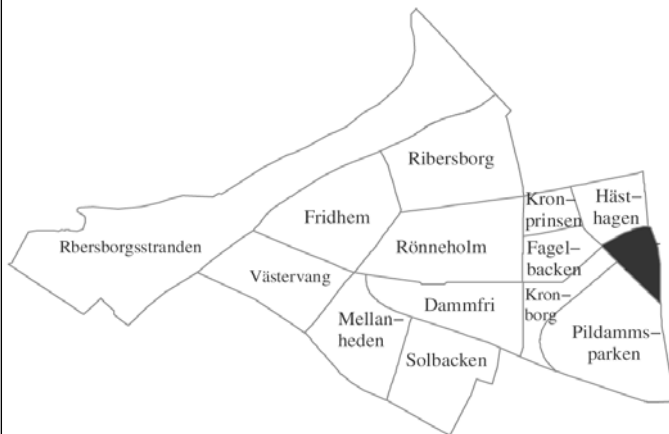 Ribersborg
Kron-
prinsen
Häst-
hagen
Fridhem
Rönneholm
Rbersborgsstranden
Fagel-
backen
Västervang
Dammfri
Kron-
borg
Mellan-
heden
Pildamms-
parken
Solbacken